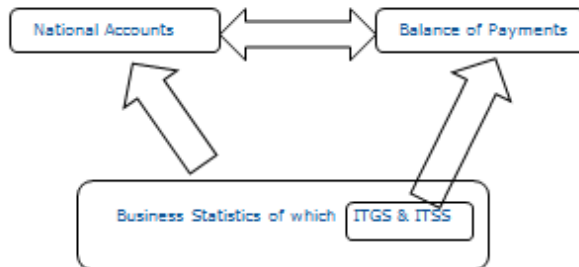 National Accounts
Balance of Payments
Business Statistics of which ITGS & ITSS